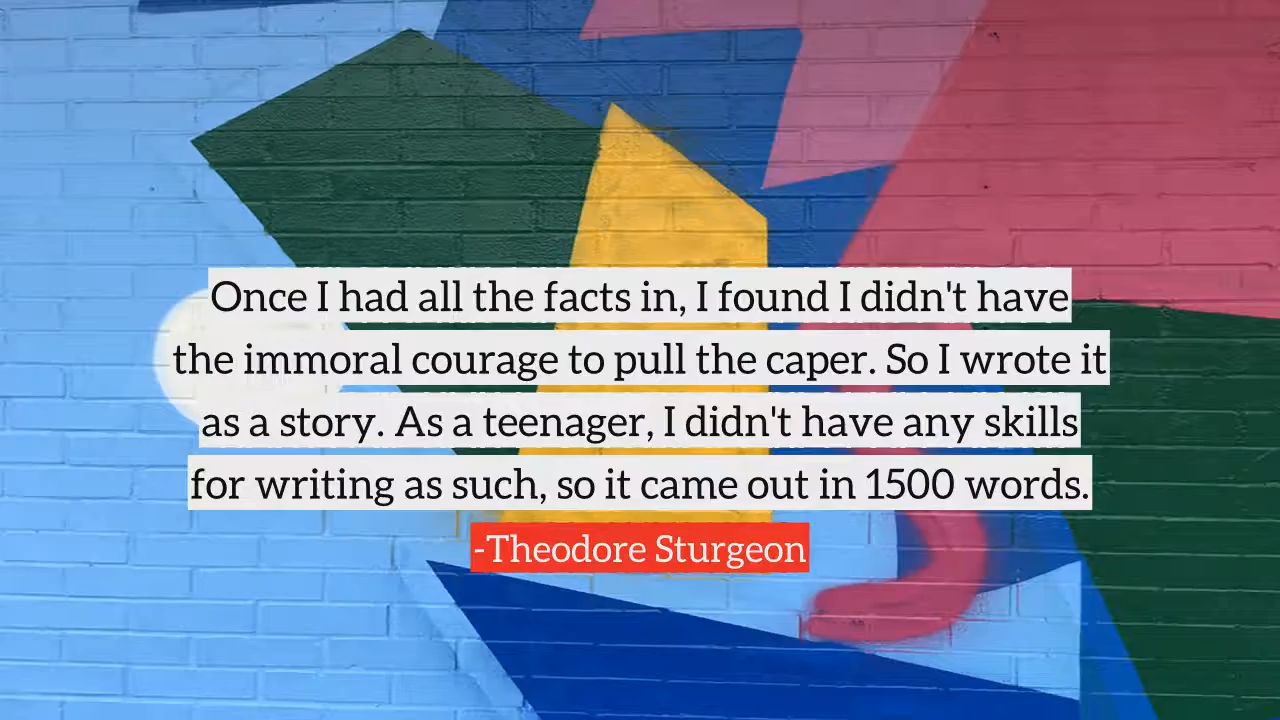 Once I had all the facts in, I found I didn't have
the immoral courage to pull the caper. So I wrote it
as a story. As a teenager, I didn't have any skills
for writing as such, so it came out in 1500 words.
-Theodore Sturgeon